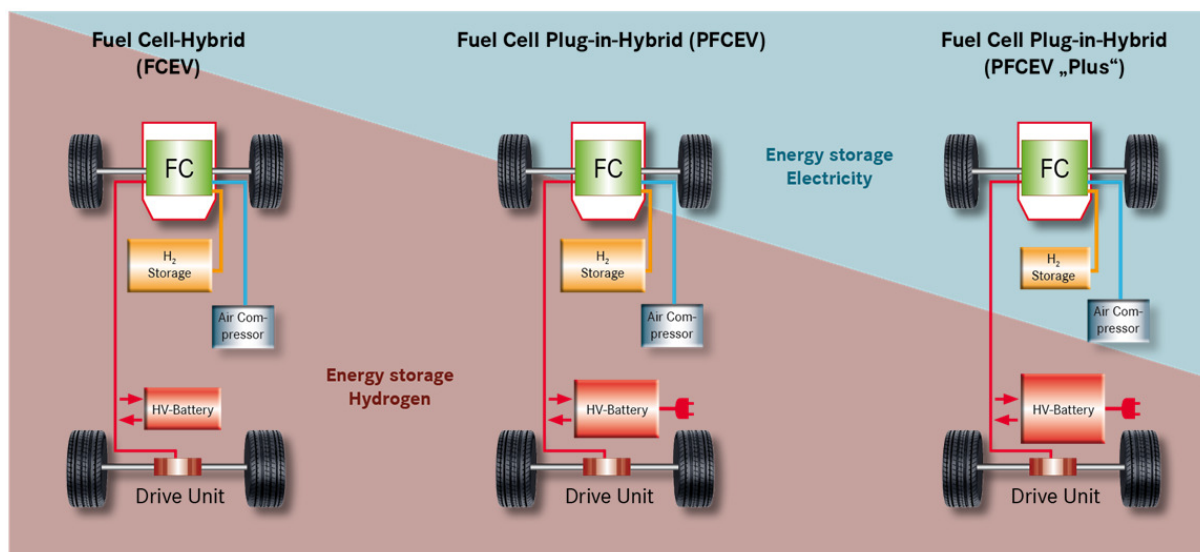 Fuel Cell-Hybrid
(FCEV)
Fuel Cell Plug-in-Hybrid (PFCEV)
Fuel Cell Plug-in-Hybrid
(PFCEV „Plus“)
FC
H₂
Storage
Air Com-
pressor
HV-Battery
Drive Unit
Energy storage
Hydrogen
FC
H₂
Storage
Air Com-
pressor
HV-Battery
Drive Unit
Energy storage
Electricity
FC
H₂
Storage
Air Com-
pressor
HV-Battery
Drive Unit